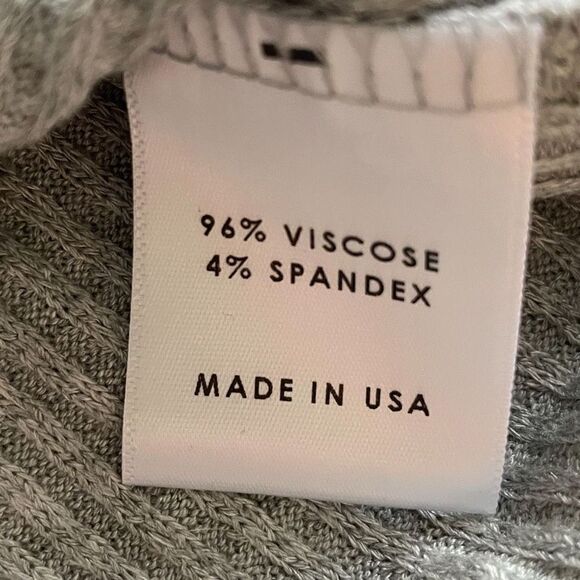 96% VISCOSE
4% SPANDEX
MADE IN USA